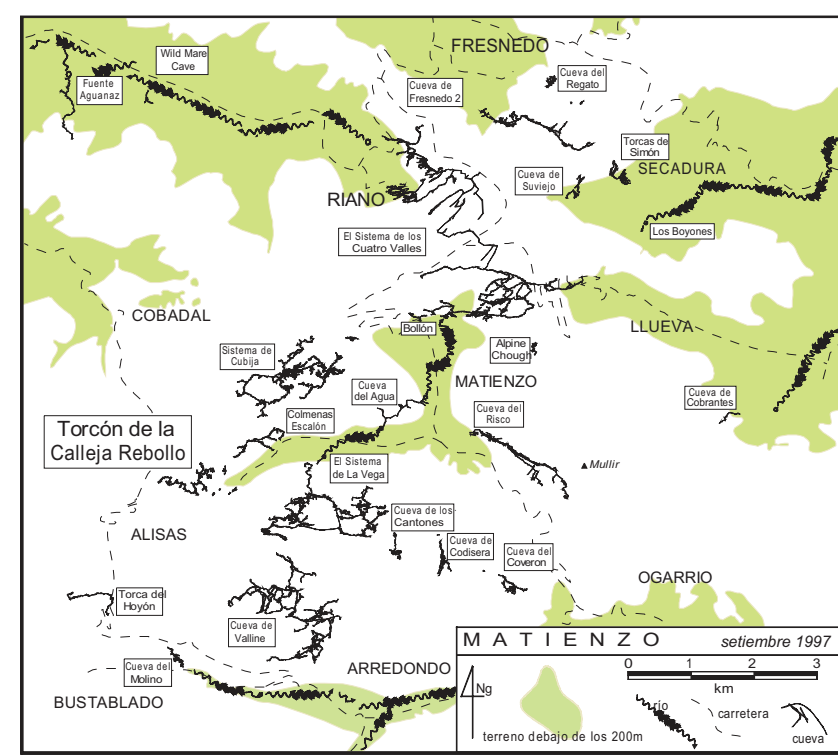 FRESNEDO
Wild Mare
Cave
Fuente
Aguanaz
Cueva de
Fresnedo 2
Cueva del
Regato
Torcas de
Simón
SECADURA
Cueva de
Suviejo
RIANO
Los Boyones
El Sistema de los
Cuatro Valles
COBADAL
Bollón
LLUEVA
Sistema de
Cubija
Alpine
Chough
MATIENZO
Cueva
del Agua
Cueva de
Cobrantes
Colmenas
Escalón
Cueva del
Risco
Torcón de la
Calleja Rebollo
El Sistema
de La Vega
Mullir
Cueva de los
Cantones
ALISAS
Cueva de
Codisera
Cueva del
Coveron
OGARRIO
Torca del
Hoyón
Cueva de
Valline
Cueva del
Molino
ARREDONDO
BUSTABLADO
MATIENZO setiembre 1997
0 1 2 3
km
Ng
río
carretera
terreno debajo de los 200m
cueva